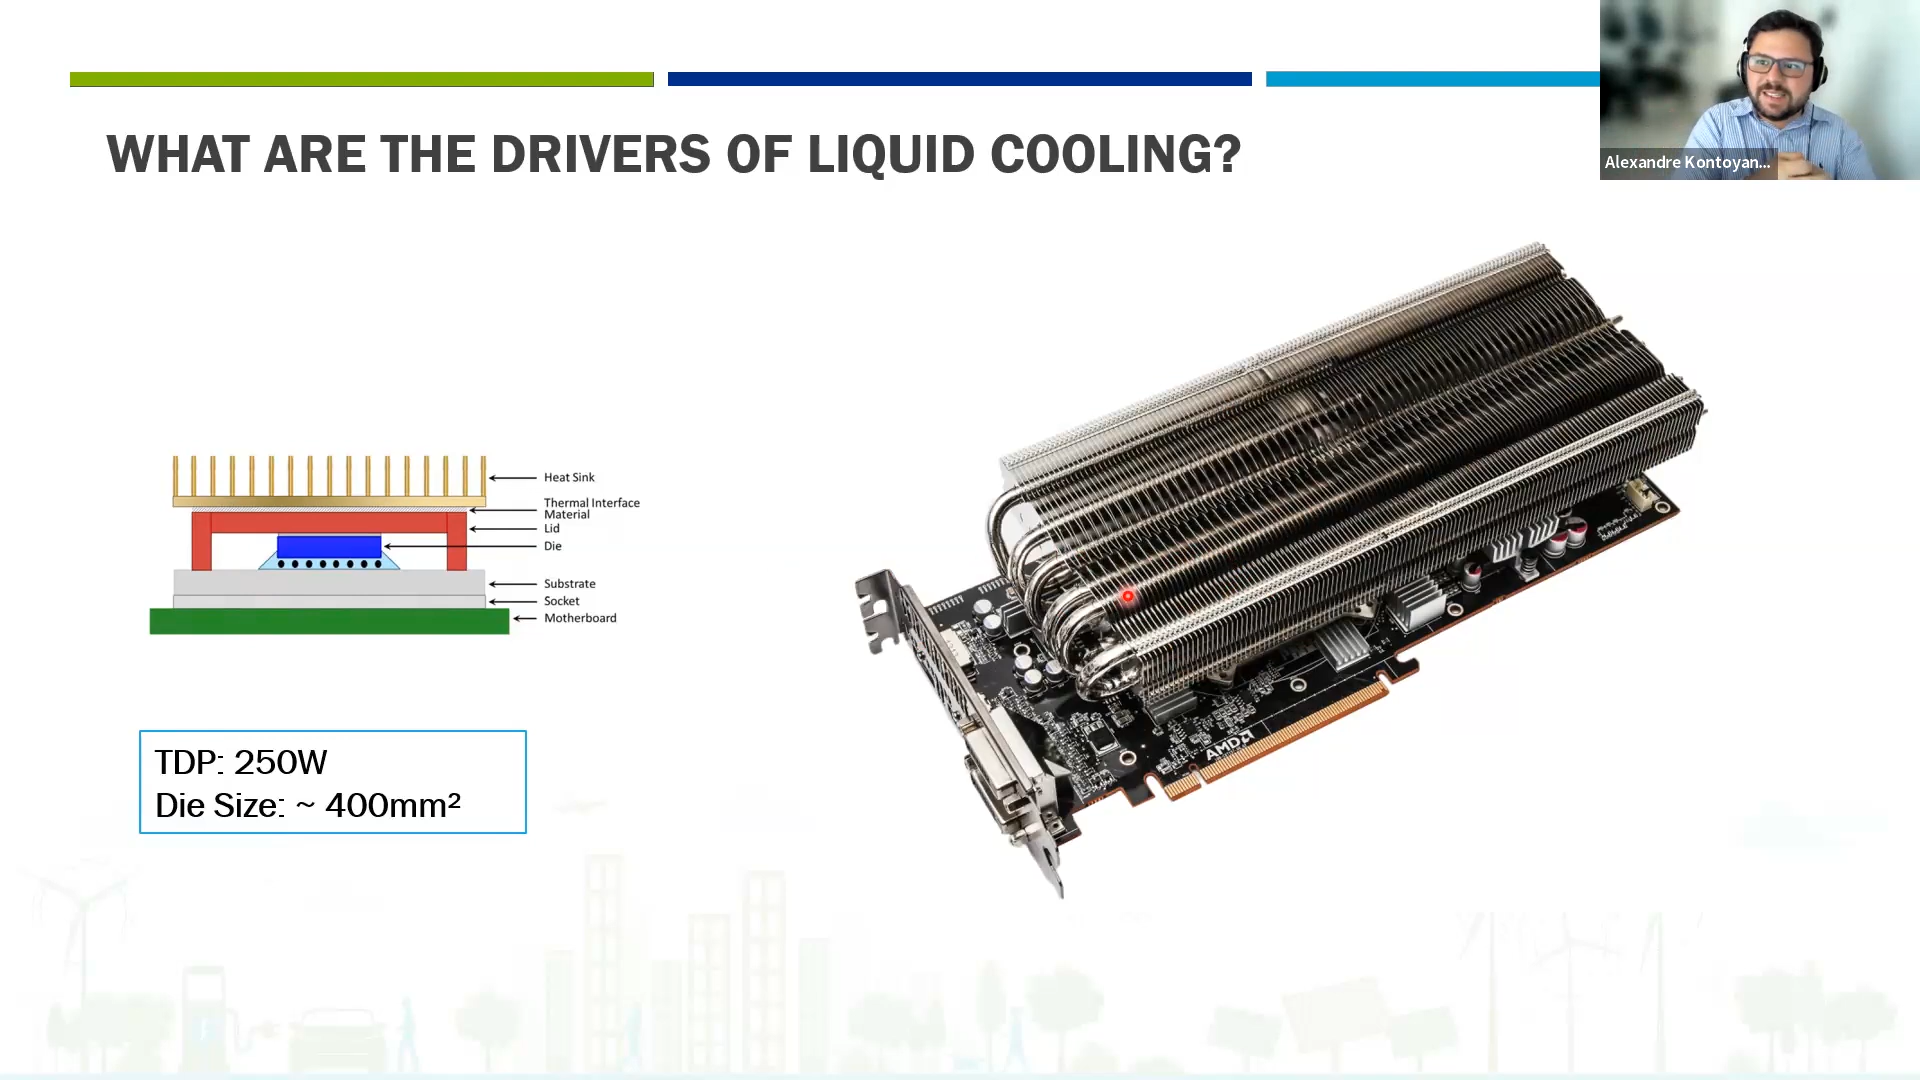 Alexandre Kontoyan...
WHAT ARE THE DRIVERS OF LIQUID COOLING?
Heat Sink
Thermal Interface
Material
Lid
Die
Substrate
Socket
Motherboard
TDP: 250W
Die Size: ~ 400mm²
AMD